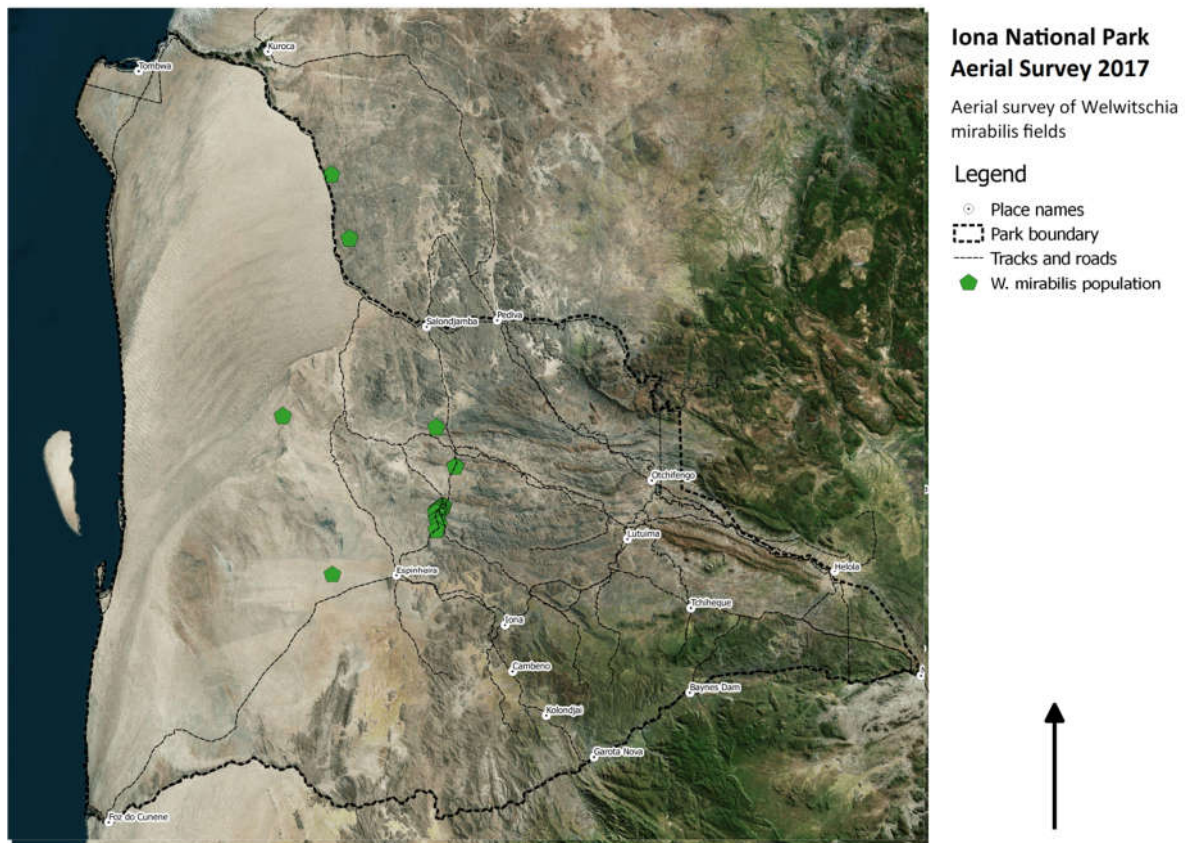 Iona National Park
Aerial Survey 2017
Aerial survey of Welwitschia
mirabilis fields
Legend
Place names
Park boundary
Tracks and roads
W. mirabilis population
Kuroca
Tombwa
Salondjamba
Pediva
Otchifengo
Lutuima
Helola
Espinheira
Tchiheque
Iona
Cambeno
Baynes Dam
Kolondjai
Garota Nova
Foz do Cunene